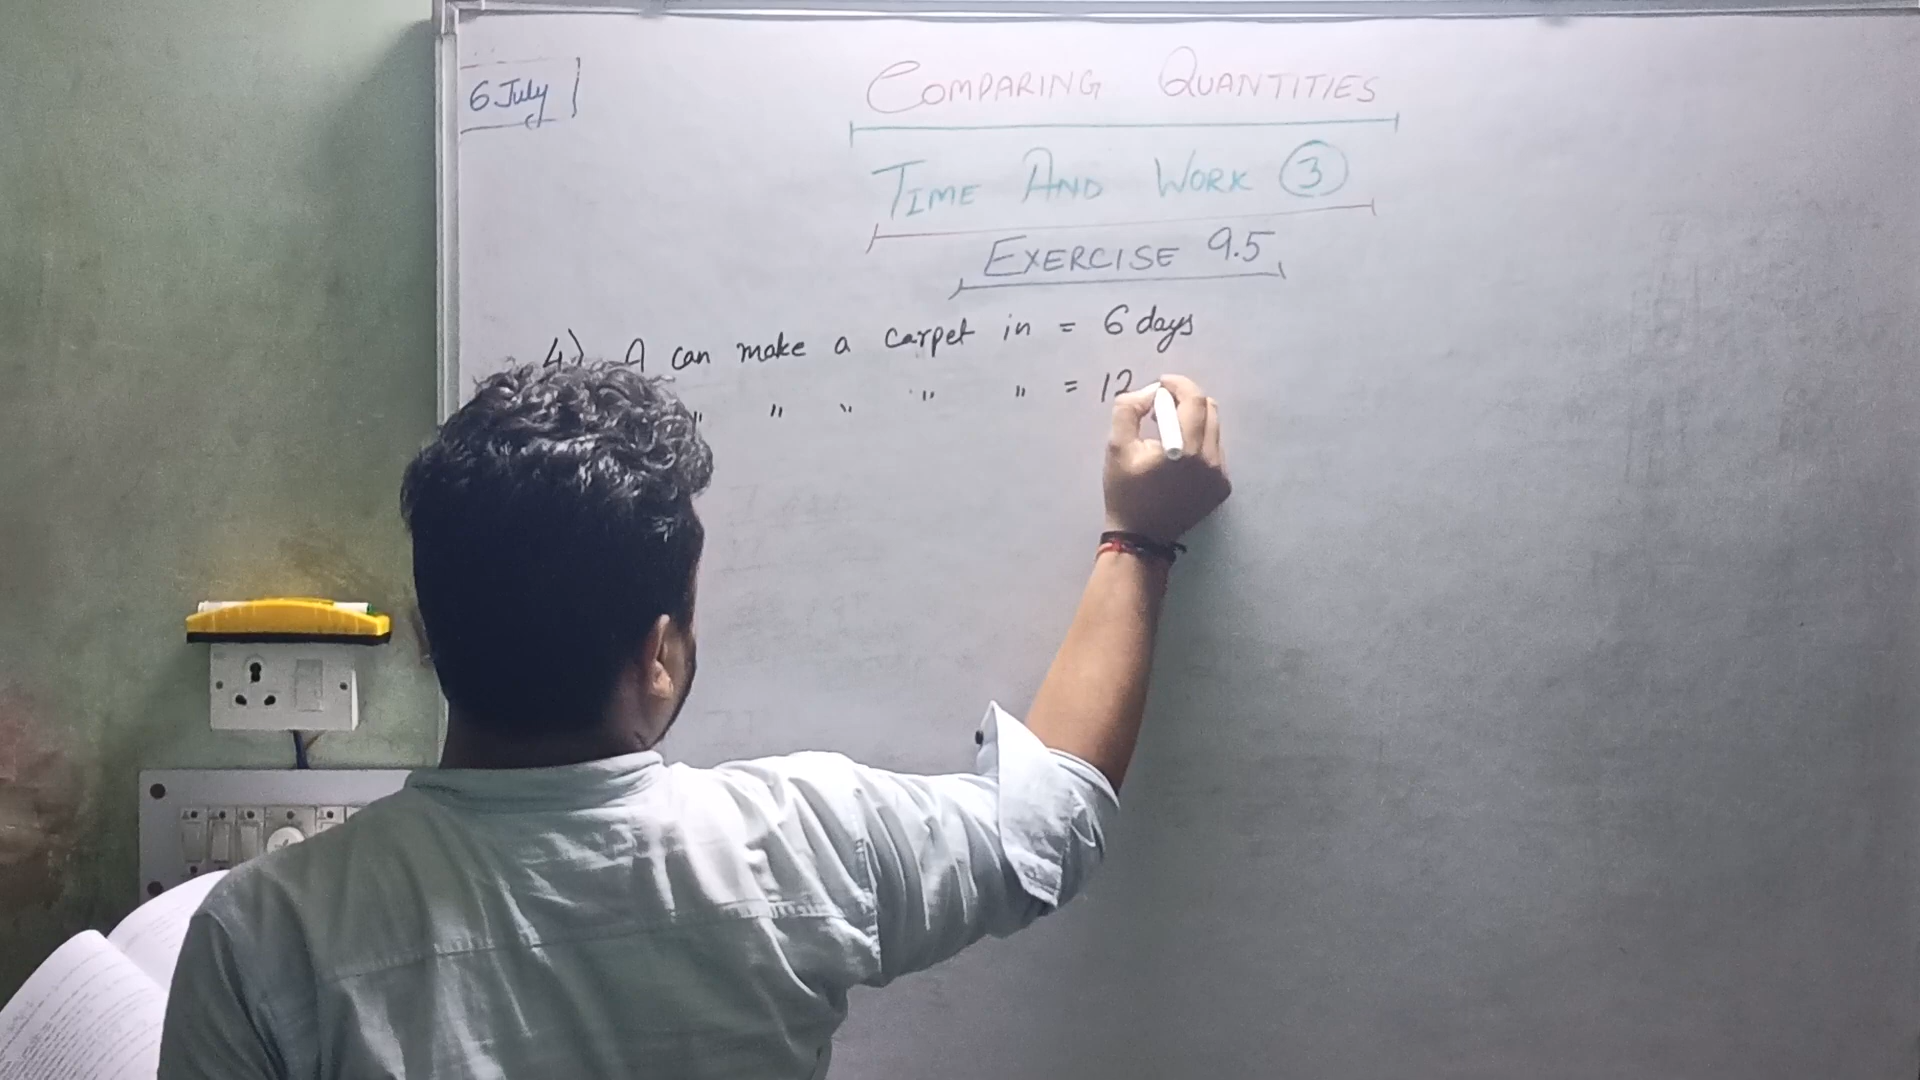 6 July
COMPARING QUANTITIES
TIME AND WORK 3
EXERCISE 9.5
4) A can make a carpet in = 6 days
" " " " " = 12